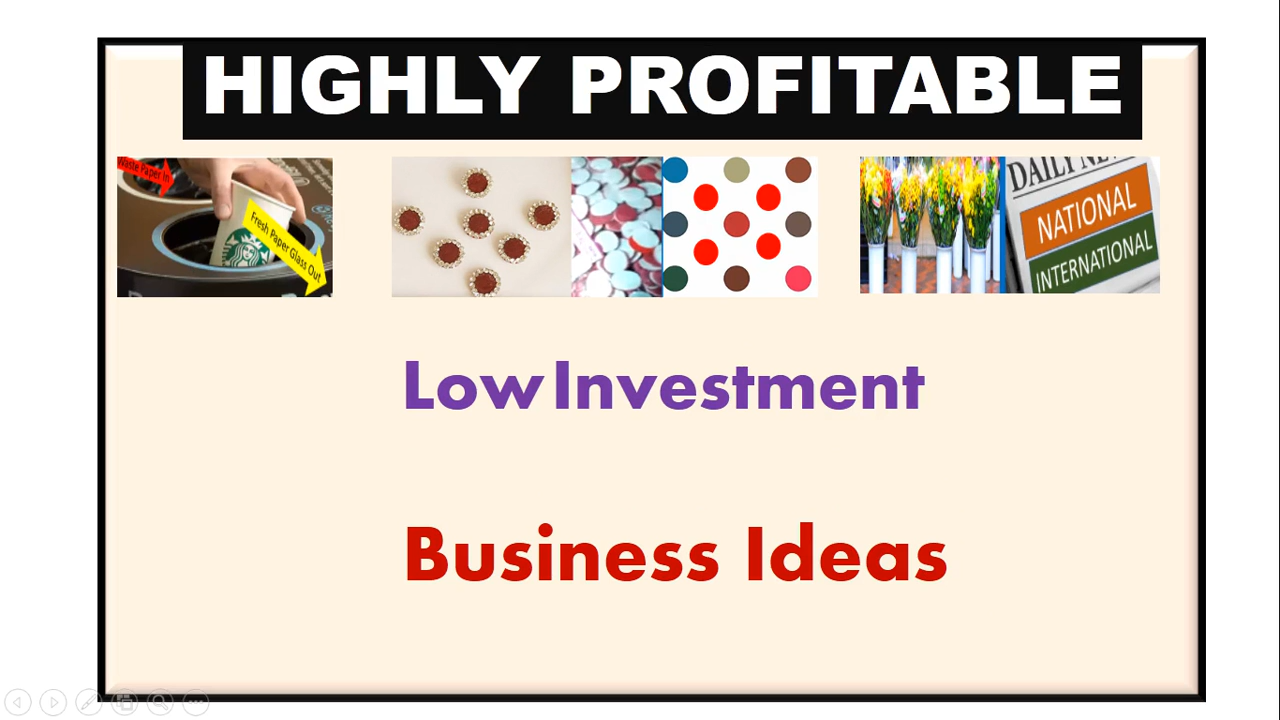 HIGHLY PROFITABLE
Waste Paper In
Fresh Paper Glass Out
DAILY NEWS
NATIONAL
INTERNATIONAL
Low Investment
Business Ideas